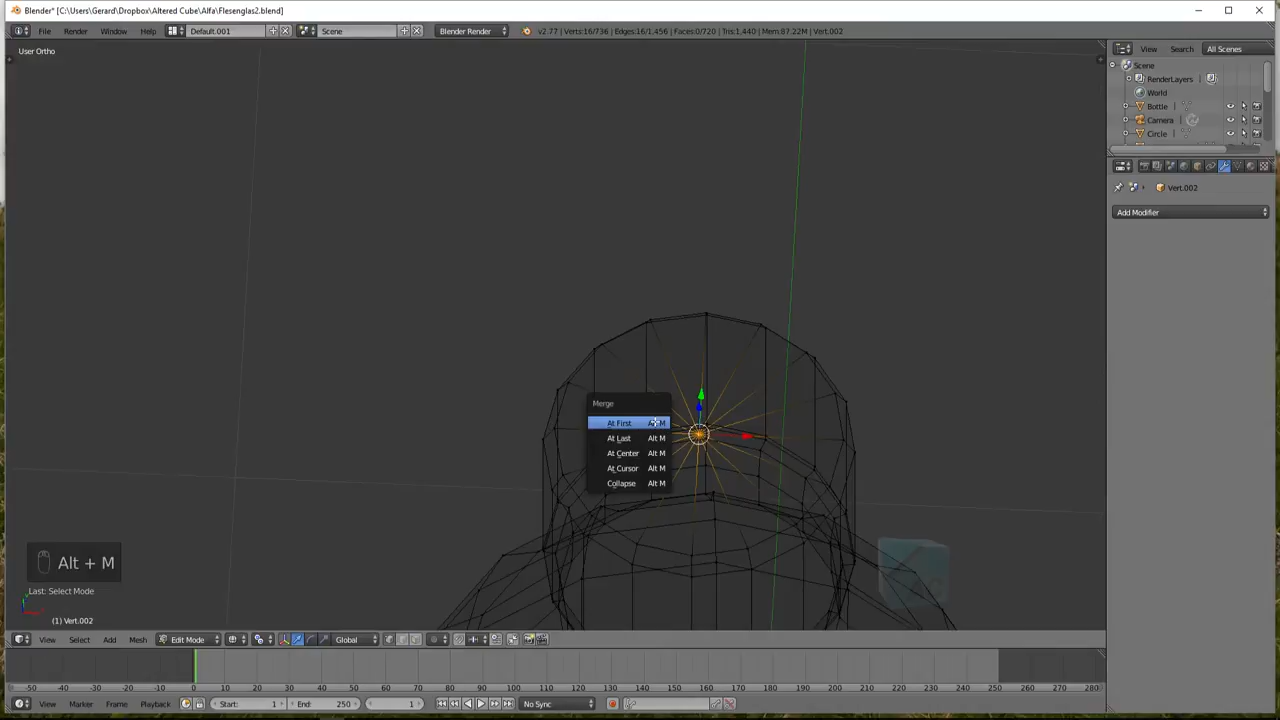 Blender* [C:\Users\Gerard\Dropbox\Altered Cube\Alfa\Flesenglas2.blend]
File Render Window Help Default.001 Scene Blender Render v2.77 | Verts:16/736 | Edges:16/1,456 | Faces:0/720 | Tris:1,440 | Mem:87.22M | Vert.002
User Ortho
View Search All Scenes
Scene
RenderLayers
World
Bottle
Camera
Circle
Vert.002
Add Modifier
Merge
At First Alt M
At Last Alt M
At Center Alt M
At Cursor Alt M
Collapse Alt M
Alt + M
Last: Select Mode
(1) Vert.002
View Select Add Mesh Edit Mode Global
-50 -40 -30 -20 -10 0 10 20 30 40 50 60 70 80 90 100 110 120 130 140 150 160 170 180 190 200 210 220 230 240 250 260 270 280
View Marker Frame Playback Start: 1 End: 250 1 No Sync